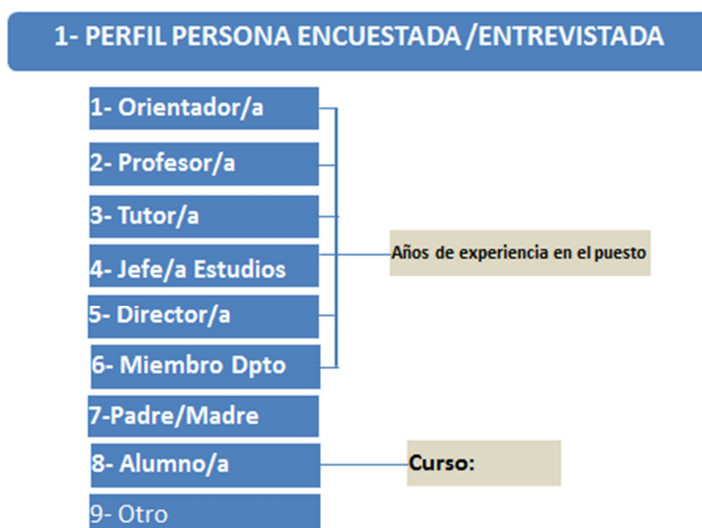 1- PERFIL PERSONA ENCUESTADA/ENTREVISTADA
1- Orientador/a
2- Profesor/a
3- Tutor/a
Años de experiencia en el puesto
4- Jefe/a Estudios
5- Director/a
6- Miembro Dpto
7-Padre/Madre
8- Alumno/a
Curso:
9- Otro